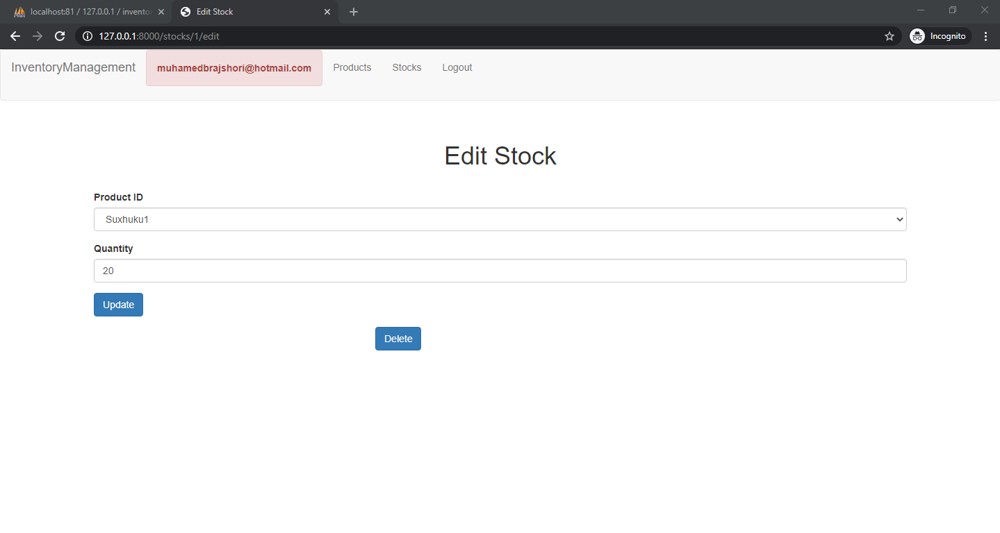 localhost:81 / 127.0.0.1 / invento
Edit Stock
127.0.0.1:8000/stocks/1/edit
Incognito
InventoryManagement
muhamedbrajshori@hotmail.com
Products
Stocks
Logout
Edit Stock
Product ID
Suxhuku1
Quantity
20
Update
Delete